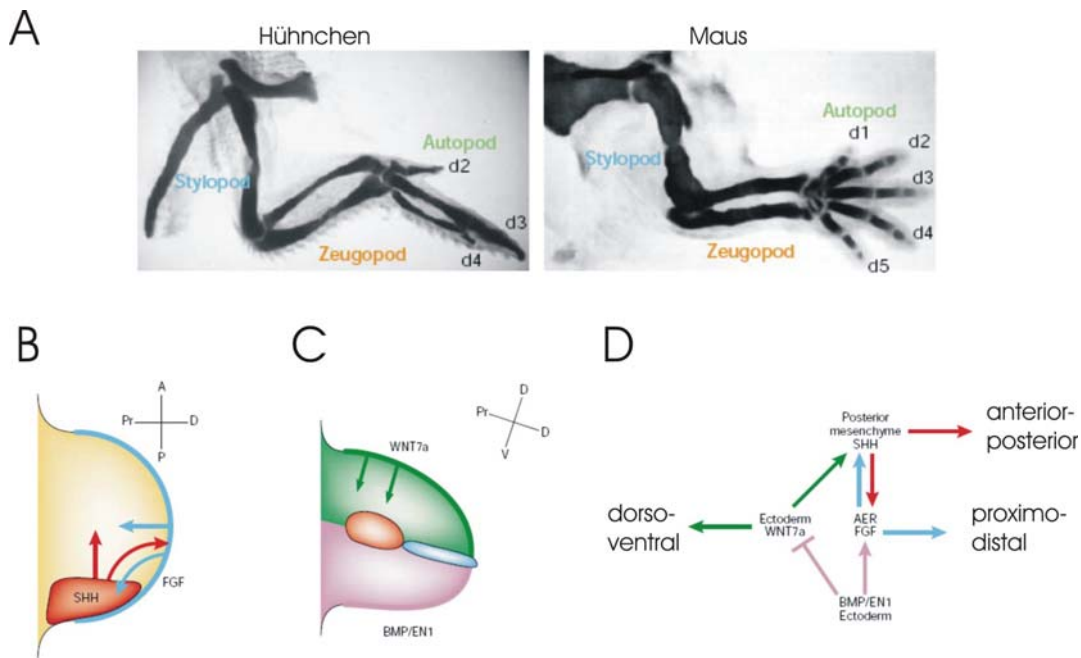 A
Hühnchen
Maus
Stylopod
Autopod
d2
d3
d4
Zeugopod
Stylopod
Autopod
d1
d2
d3
d4
d5
Zeugopod
B
A
Pr
D
P
SHH
FGF
C
D
Pr
D
V
WNT7a
BMP/EN1
D
Posterior
mesenchyme
SHH
anterior-
posterior
dorso-
ventral
Ectoderm
WNT7a
AER
FGF
proximo-
distal
BMP/EN1
Ectoderm